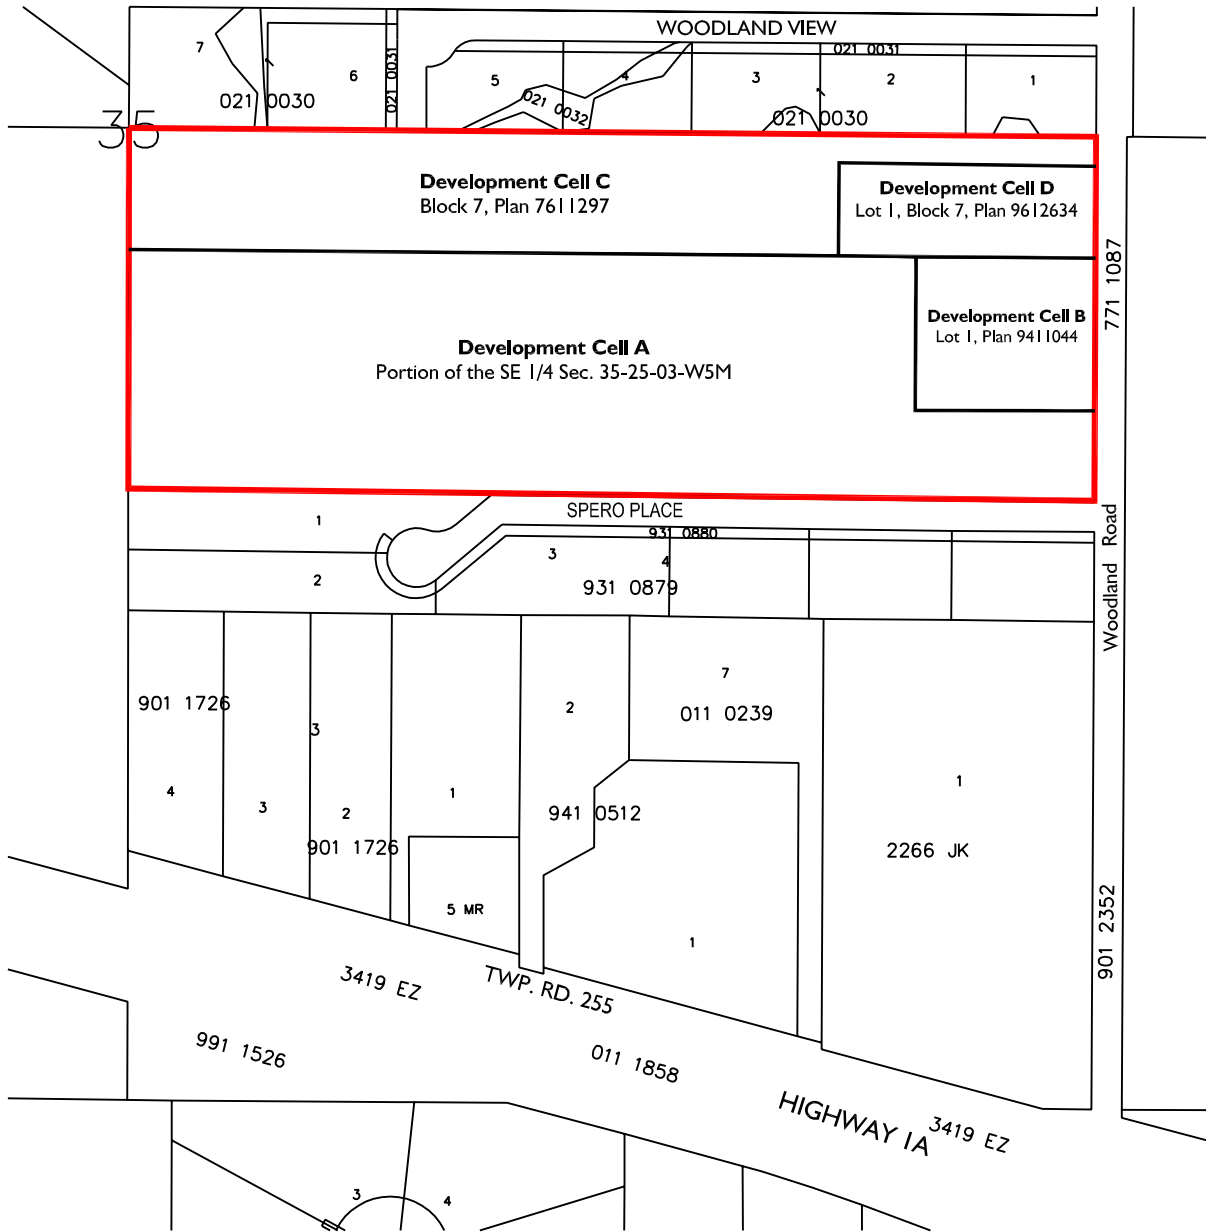 WOODLAND VIEW
7
1
6
021 0031
021 0031
5
4
3
2
1
021 0030
021 0032
1
021 0030
35
Development Cell C
Block 7, Plan 7611297
Development Cell D
Lot 1, Block 7, Plan 9612634
771 1087
Development Cell B
Lot 1, Plan 9411044
Development Cell A
Portion of the SE 1/4 Sec. 35-25-03-W5M
SPERO PLACE
1
931 0880
3
4
2
931 0879
Woodland Road
7
901 1726
2
011 0239
3
1
4
3
2
1
941 0512
901 1726
2266 JK
5 MR
1
901 2352
3419 EZ
TWP. RD. 255
991 1526
011 1858
HIGHWAY 1A
3419 EZ
3
4